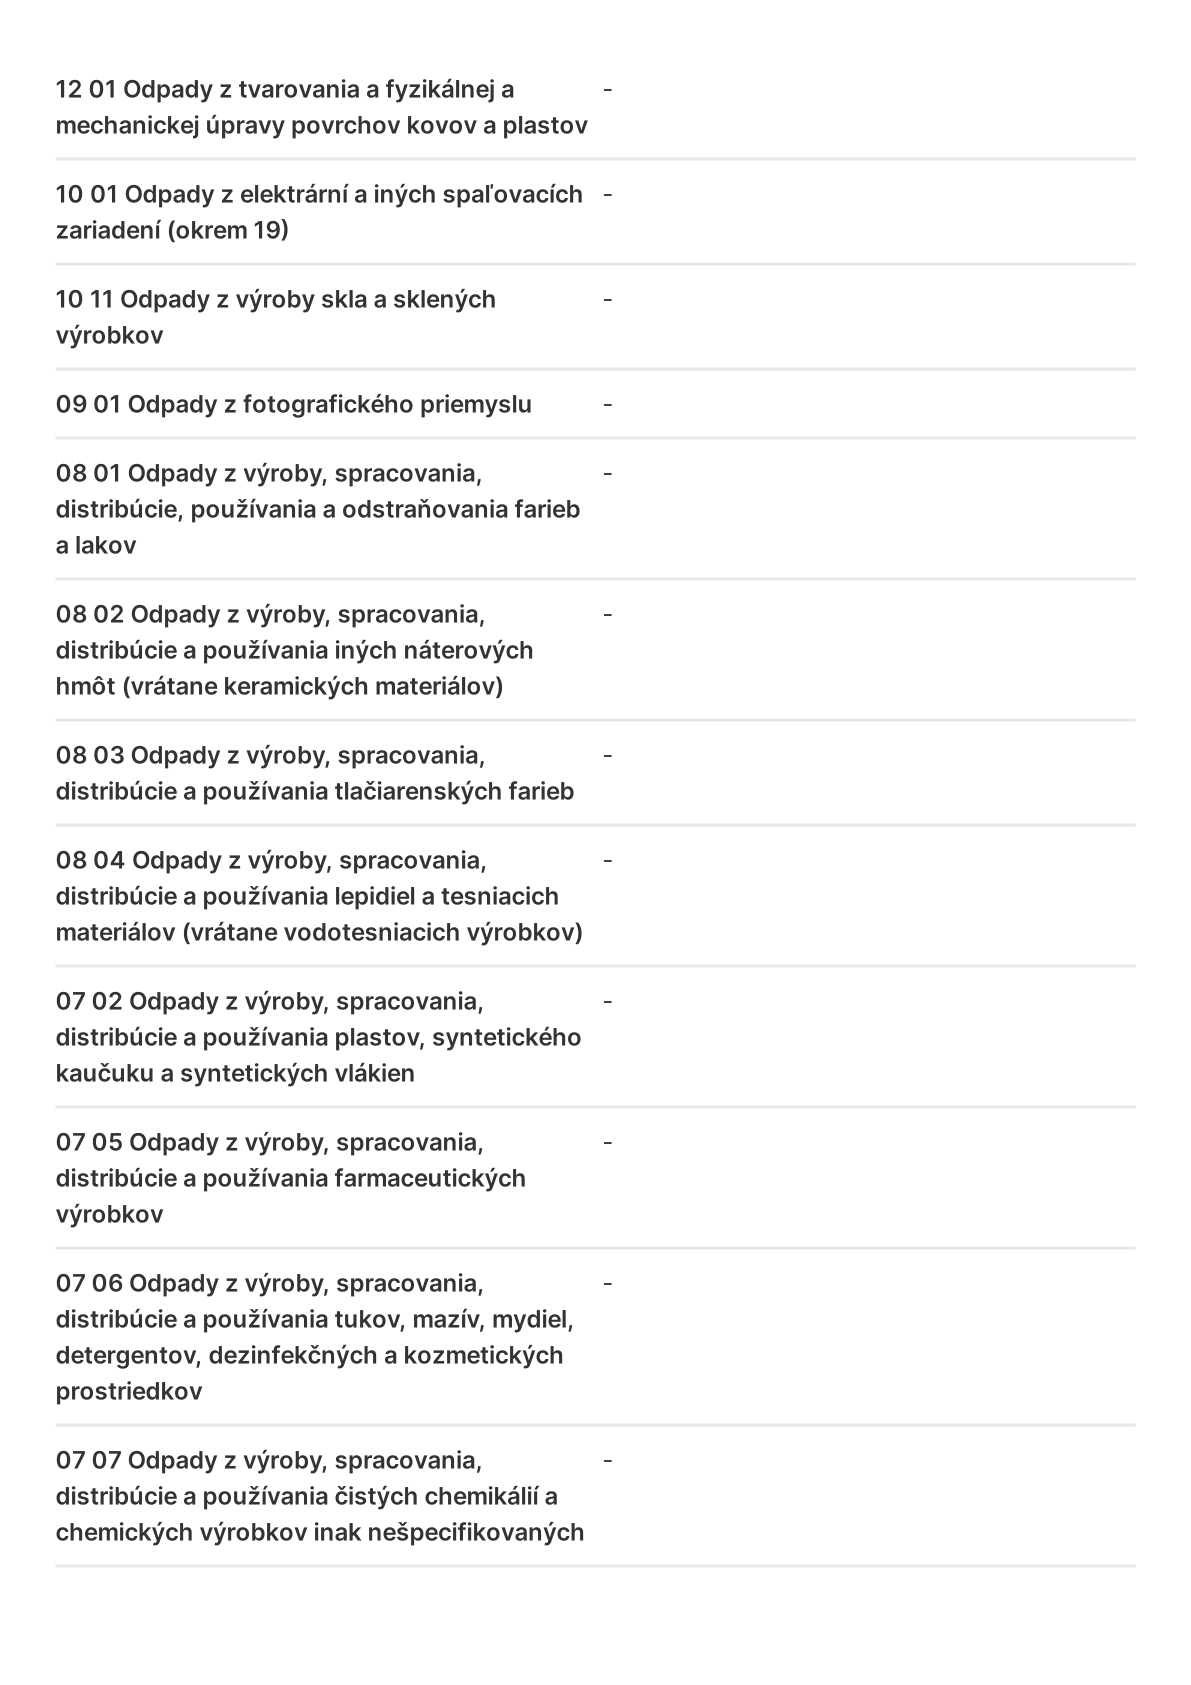 12 01 Odpady z tvarovania a fyzikálnej a -
mechanickej úpravy povrchov kovov a plastov
10 01 Odpady z elektrární a iných spaľovacích -
zariadení (okrem 19)
10 11 Odpady z výroby skla a sklených -
výrobkov
09 01 Odpady z fotografického priemyslu -
08 01 Odpady z výroby, spracovania, -
distribúcie, používania a odstraňovania farieb
a lakov
08 02 Odpady z výroby, spracovania, -
distribúcie a používania iných náterových
hmôt (vrátane keramických materiálov)
08 03 Odpady z výroby, spracovania, -
distribúcie a používania tlačiarenských farieb
08 04 Odpady z výroby, spracovania, -
distribúcie a používania lepidiel a tesniacich
materiálov (vrátane vodotesniacich výrobkov)
07 02 Odpady z výroby, spracovania, -
distribúcie a používania plastov, syntetického
kaučuku a syntetických vlákien
07 05 Odpady z výroby, spracovania, -
distribúcie a používania farmaceutických
výrobkov
07 06 Odpady z výroby, spracovania, -
distribúcie a používania tukov, mazív, mydiel,
detergentov, dezinfekčných a kozmetických
prostriedkov
07 07 Odpady z výroby, spracovania, -
distribúcie a používania čistých chemikálií a
chemických výrobkov inak nešpecifikovaných